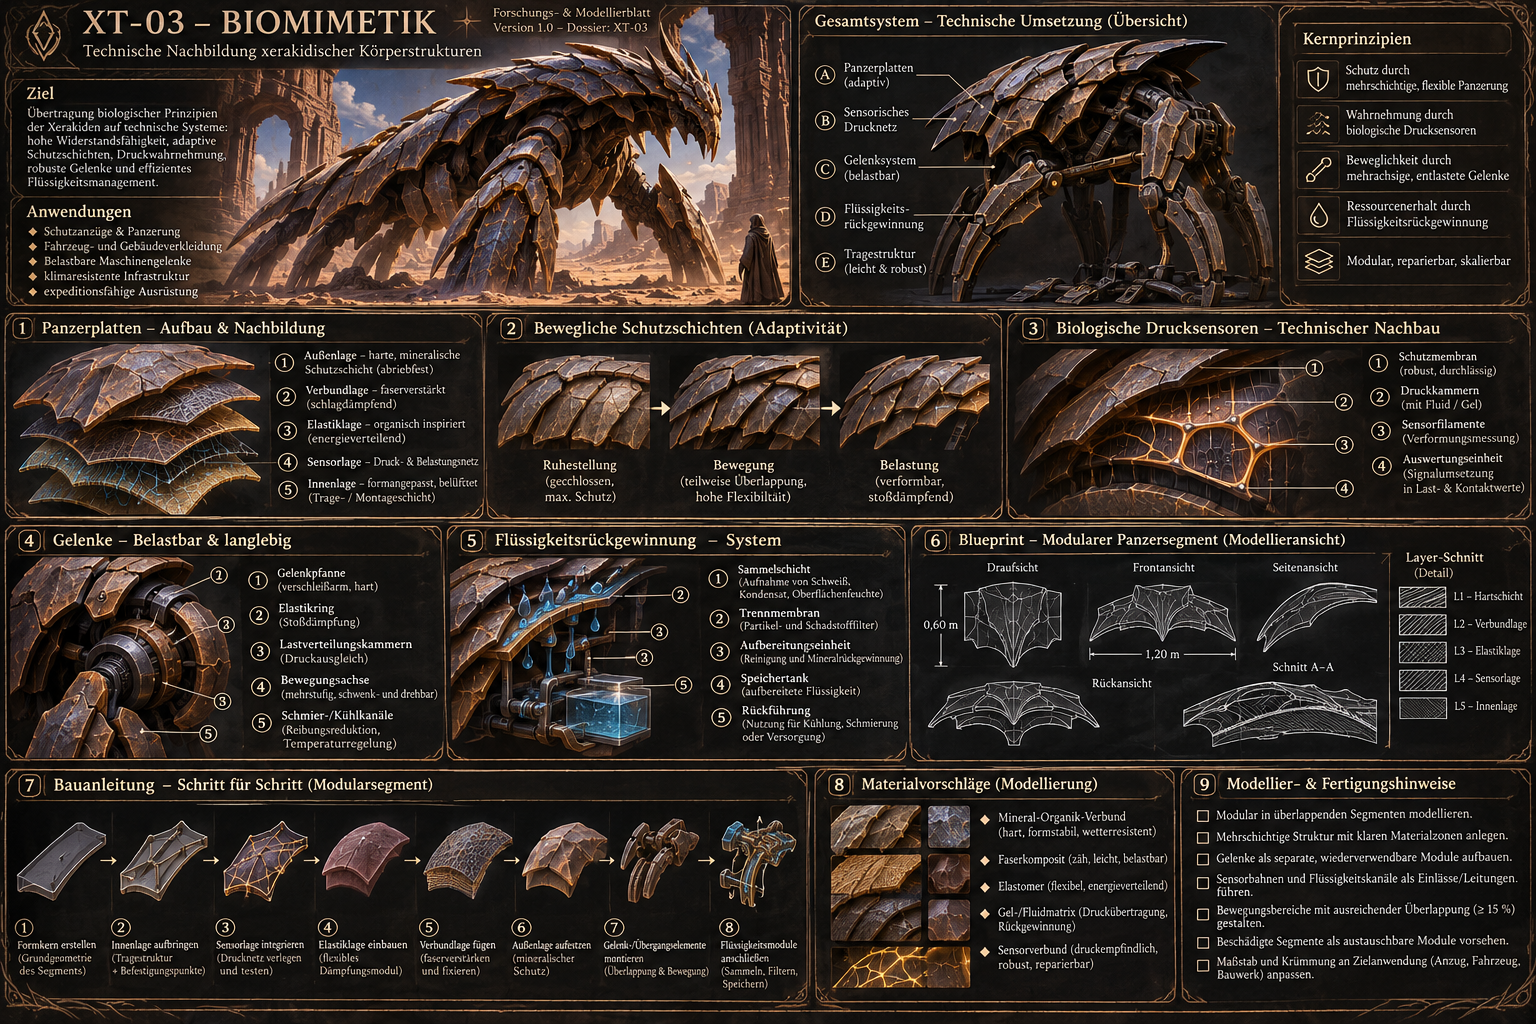 XT-03 – BIOMIMETIK
Technische Nachbildung xerakidischer Körperstrukturen
Forschungs- & Modellierblatt
Version 1.0 – Dossier: XT-03
Ziel
Übertragung biologischer Prinzipien
der Xerakiden auf technische Systeme:
hohe Widerstandsfähigkeit, adaptive
Schutzschichten, Druckwahrnehmung,
robuste Gelenke und effizientes
Flüssigkeitsmanagement.
Anwendungen
◆ Schutzanzüge & Panzerung
◆ Fahrzeug- und Gebäudeverkleidung
◆ Belastbare Maschinengelenke
◆ klimaresistente Infrastruktur
◆ expeditionsfähige Ausrüstung
Gesamtsystem – Technische Umsetzung (Übersicht)
A Panzerplatten
(adaptiv)
B Sensorisches
Drucknetz
C Gelenksystem
(belastbar)
D Flüssigkeits-
rückgewinnung
E Tragestruktur
(leicht & robust)
Kernprinzipien
Schutz durch
mehrschichtige, flexible Panzerung
Wahrnehmung durch
biologische Drucksensoren
Beweglichkeit durch
mehrachsige, entlastete Gelenke
Ressourcenerhalt durch
Flüssigkeitsrückgewinnung
Modular, reparierbar, skalierbar
1 Panzerplatten – Aufbau & Nachbildung
1 Außenlage – harte, mineralische
Schutzschicht (abriebfest)
2 Verbundlage – faserverstärkt
(schlagdämpfend)
3 Elastiklage – organisch inspiriert
(energieverteilend)
4 Sensorlage – Druck- & Belastungsnetz
5 Innenlage – formangepasst, belüftet
(Trage- / Montageschicht)
2 Bewegliche Schutzschichten (Adaptivität)
Ruhestellung
(gecchlossen,
max. Schutz)
Bewegung
(teilweise Überlappung,
hohe Flexibiltäit)
Belastung
(verformbar,
stoßdämpfend)
3 Biologische Drucksensoren – Technischer Nachbau
1
2
3
4
1 Schutzmembran
(robust, durchlässig)
2 Druckkammern
(mit Fluid / Gel)
3 Sensorfilamente
(Verformungsmessung)
4 Auswertungseinheit
(Signalumsetzung
in Last- & Kontaktwerte)
4 Gelenke – Belastbar & langlebig
3
3
5
1 Gelenkpfanne
(verschleißarm, hart)
2 Elastikring
(Stoßdämpfung)
3 Lastverteilungskammern
(Druckausgleich)
4 Bewegungsachse
(mehrstufig, schwenk- und drehbar)
5 Schmier-/Kühlkanäle
(Reibungsreduktion,
Temperaturregelung)
5 Flüssigkeitsrückgewinnung – System
2
3
3
5
1 Sammelschicht
(Aufnahme von Schweiß,
Kondensat, Oberflächenfeuchte)
2 Trennmembran
(Partikel- und Schadstofffilter)
3 Aufbereitungseinheit
(Reinigung und Mineralrückgewinnung)
4 Speichertank
(aufbereitete Flüssigkeit)
5 Rückführung
(Nutzung für Kühlung, Schmierung
oder Versorgung)
6 Blueprint – Modularer Panzersegment (Modellieransicht)
Draufsicht
Frontansicht
Seitenansicht
0,60 m
1,20 m
Rückansicht
Schnitt A–A
Layer-Schnitt
(Detail)
L1 – Hartschicht
L2 – Verbundlage
L3 – Elastiklage
L4 – Sensorlage
L5 – Innenlage
7 Bauanleitung – Schritt für Schritt (Modularsegment)
1
Formkern erstellen
(Grundgeometrie
des Segments)
2
Innenlage aufbringen
(Tragestruktur
+ Befestigungspunkte)
3
Sensorlage integrieren
(Drucknetz verlegen
und testen)
4
Elastiklage einbauen
(flexibles
Dämpfungsmodul)
5
Verbundlage fügen
(faserverstärken
und fixieren)
6
Außenlage aufsetzen
(mineralischer
Schutz)
7
Gelenk-/Übergangselemente
montieren
(Überlappung & Bewegung)
8
Flüssigkeitsmodule
anschließen
(Sammeln, Filtern,
Speichern)
8 Materialvorschläge (Modellierung)
◆ Mineral-Organik-Verbund
(hart, formstabil, wetterresistent)
◆ Faserkomposit (zäh, leicht, belastbar)
◆ Elastomer (flexibel, energieverteilend)
◆ Gel-/Fluidmatrix (Druckübertragung,
Rückgewinnung)
◆ Sensorverbund (druckempfindlich,
robust, reparierbar)
9 Modellier- & Fertigungshinweise
☐ Modular in überlappenden Segmenten modellieren.
☐ Mehrschichtige Struktur mit klaren Materialzonen anlegen.
☐ Gelenke als separate, wiederverwendbare Module aufbauen.
☐ Sensorbahnen und Flüssigkeitskanäle als Einlässe/Leitungen.
führen.
☐ Bewegungsbereiche mit ausreichender Überlappung (≥ 15 %)
gestalten.
☐ Beschädigte Segmente als austauschbare Module vorsehen.
☐ Maßstab und Krümmung an Zielanwendung (Anzug, Fahrzeug,
Bauwerk) anpassen.